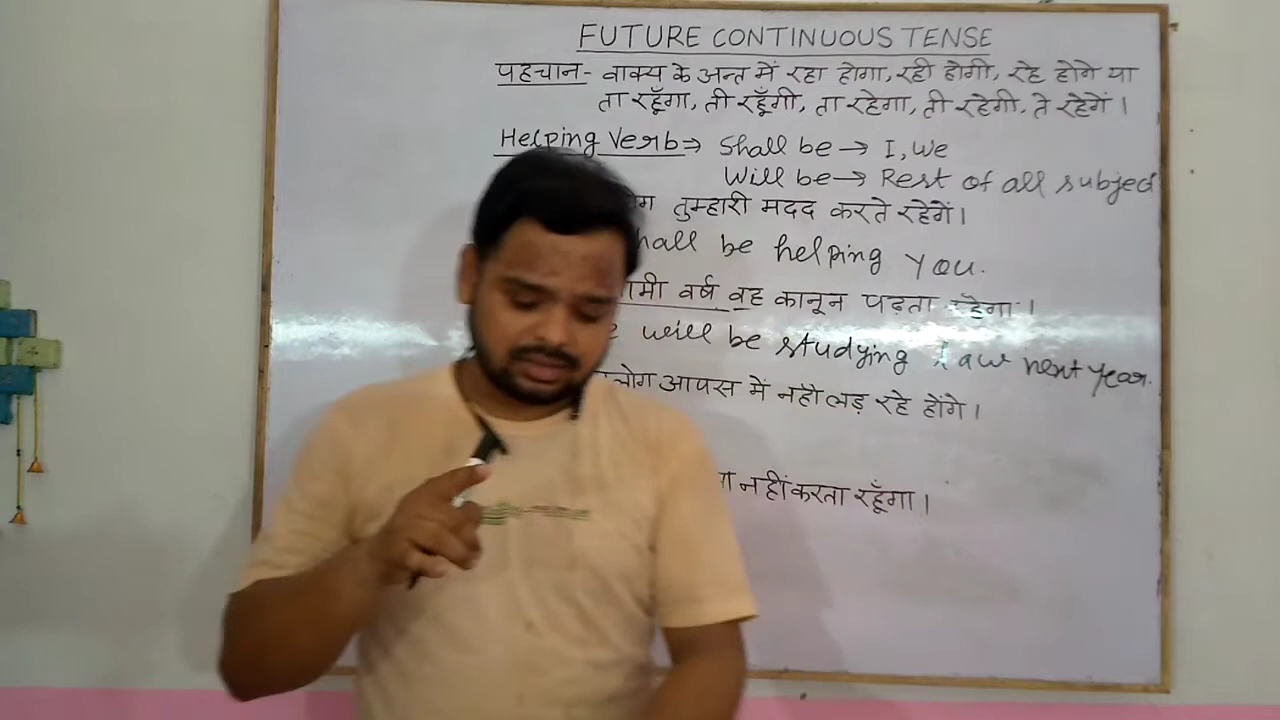 FUTURE CONTINUOUS TENSE
पहचान- वाक्य के अन्त में रहा होगा, रही होगी, रहे होगे या
ता रहूँगा, ती रहूँगी, ता रहेगा, ती रहेगी, ते रहेगें।
Helping Verb⇒ Shall be → I, We
Will be → Rest of all subject
तुम्हारी मदद करते रहेगें।
be helping you.
वर्ष वह कानून पढ़ता रहेगा।
will be studying Law next year.
लोग आपस में नही लड़ रहे होंगे।
नहीं करता रहूँगा।